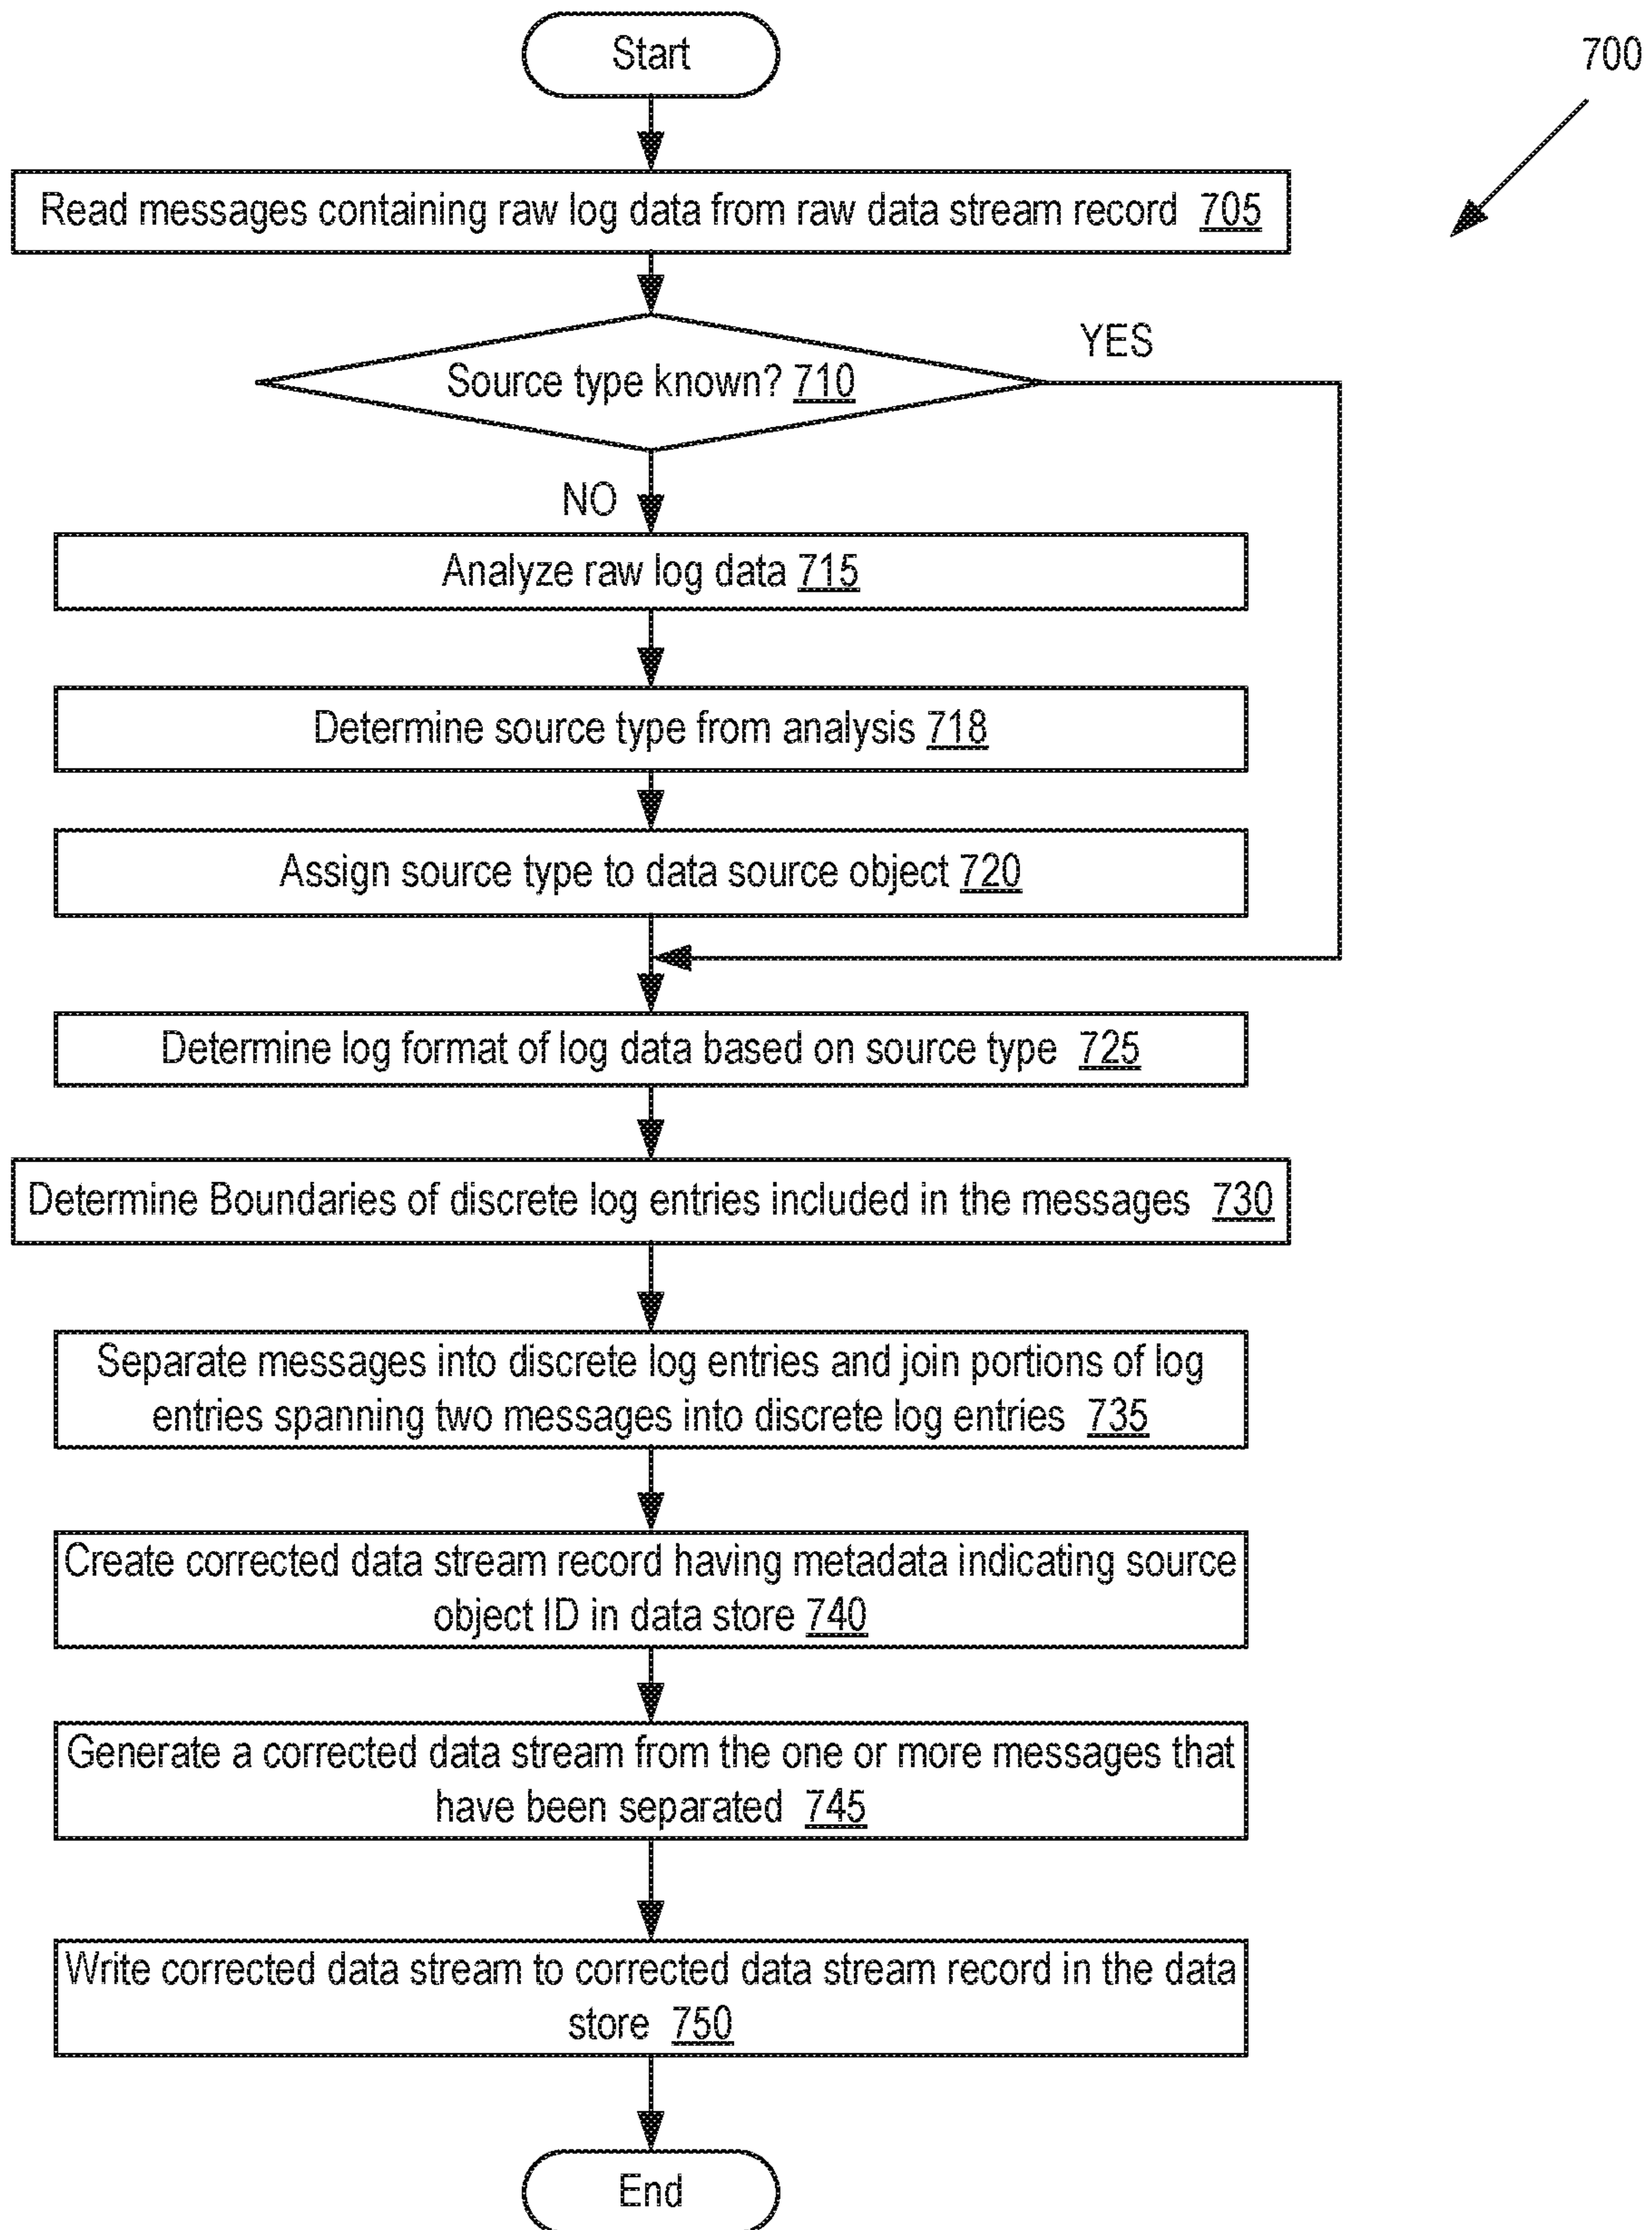 Start
700
Read messages containing raw log data from raw data stream record 705
YES
Source type known? 710
NO
Analyze raw log data 715
Determine source type from analysis 718
Assign source type to data source object 720
Determine log format of log data based on source type 725
Determine Boundaries of discrete log entries included in the messages 730
Separate messages into discrete log entries and join portions of log
entries spanning two messages into discrete log entries 735
Create corrected data stream record having metadata indicating source
object ID in data store 740
Generate a corrected data stream from the one or more messages that
have been separated 745
Write corrected data stream to corrected data stream record in the data
store 750
End